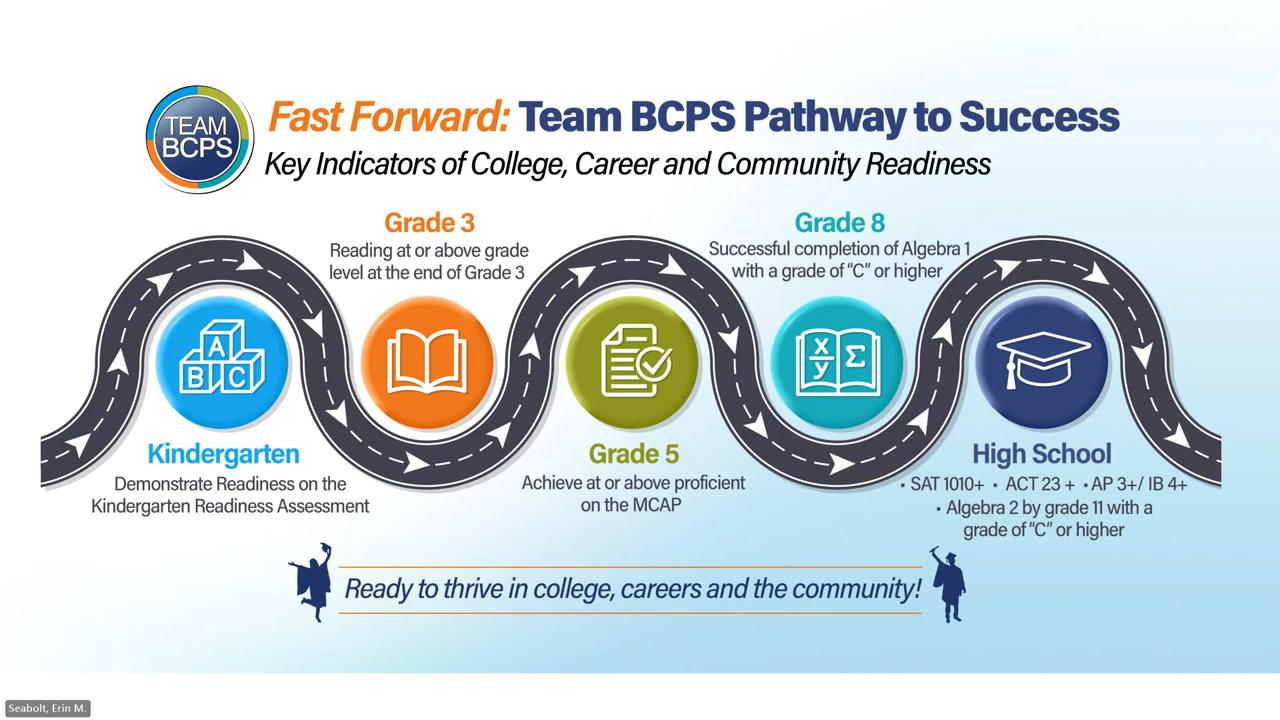 TEAM
BCPS
Fast Forward: Team BCPS Pathway to Success
Key Indicators of College, Career and Community Readiness
Grade 3
Reading at or above grade
level at the end of Grade 3
Grade 8
Successful completion of Algebra 1
with a grade of “C” or higher
A
B C
x
y Σ
Kindergarten
Demonstrate Readiness on the
Kindergarten Readiness Assessment
Grade 5
Achieve at or above proficient
on the MCAP
High School
· SAT 1010+ · ACT 23 + · AP 3+/ IB 4+
· Algebra 2 by grade 11 with a
grade of “C” or higher
Ready to thrive in college, careers and the community!
Seabolt, Erin M.